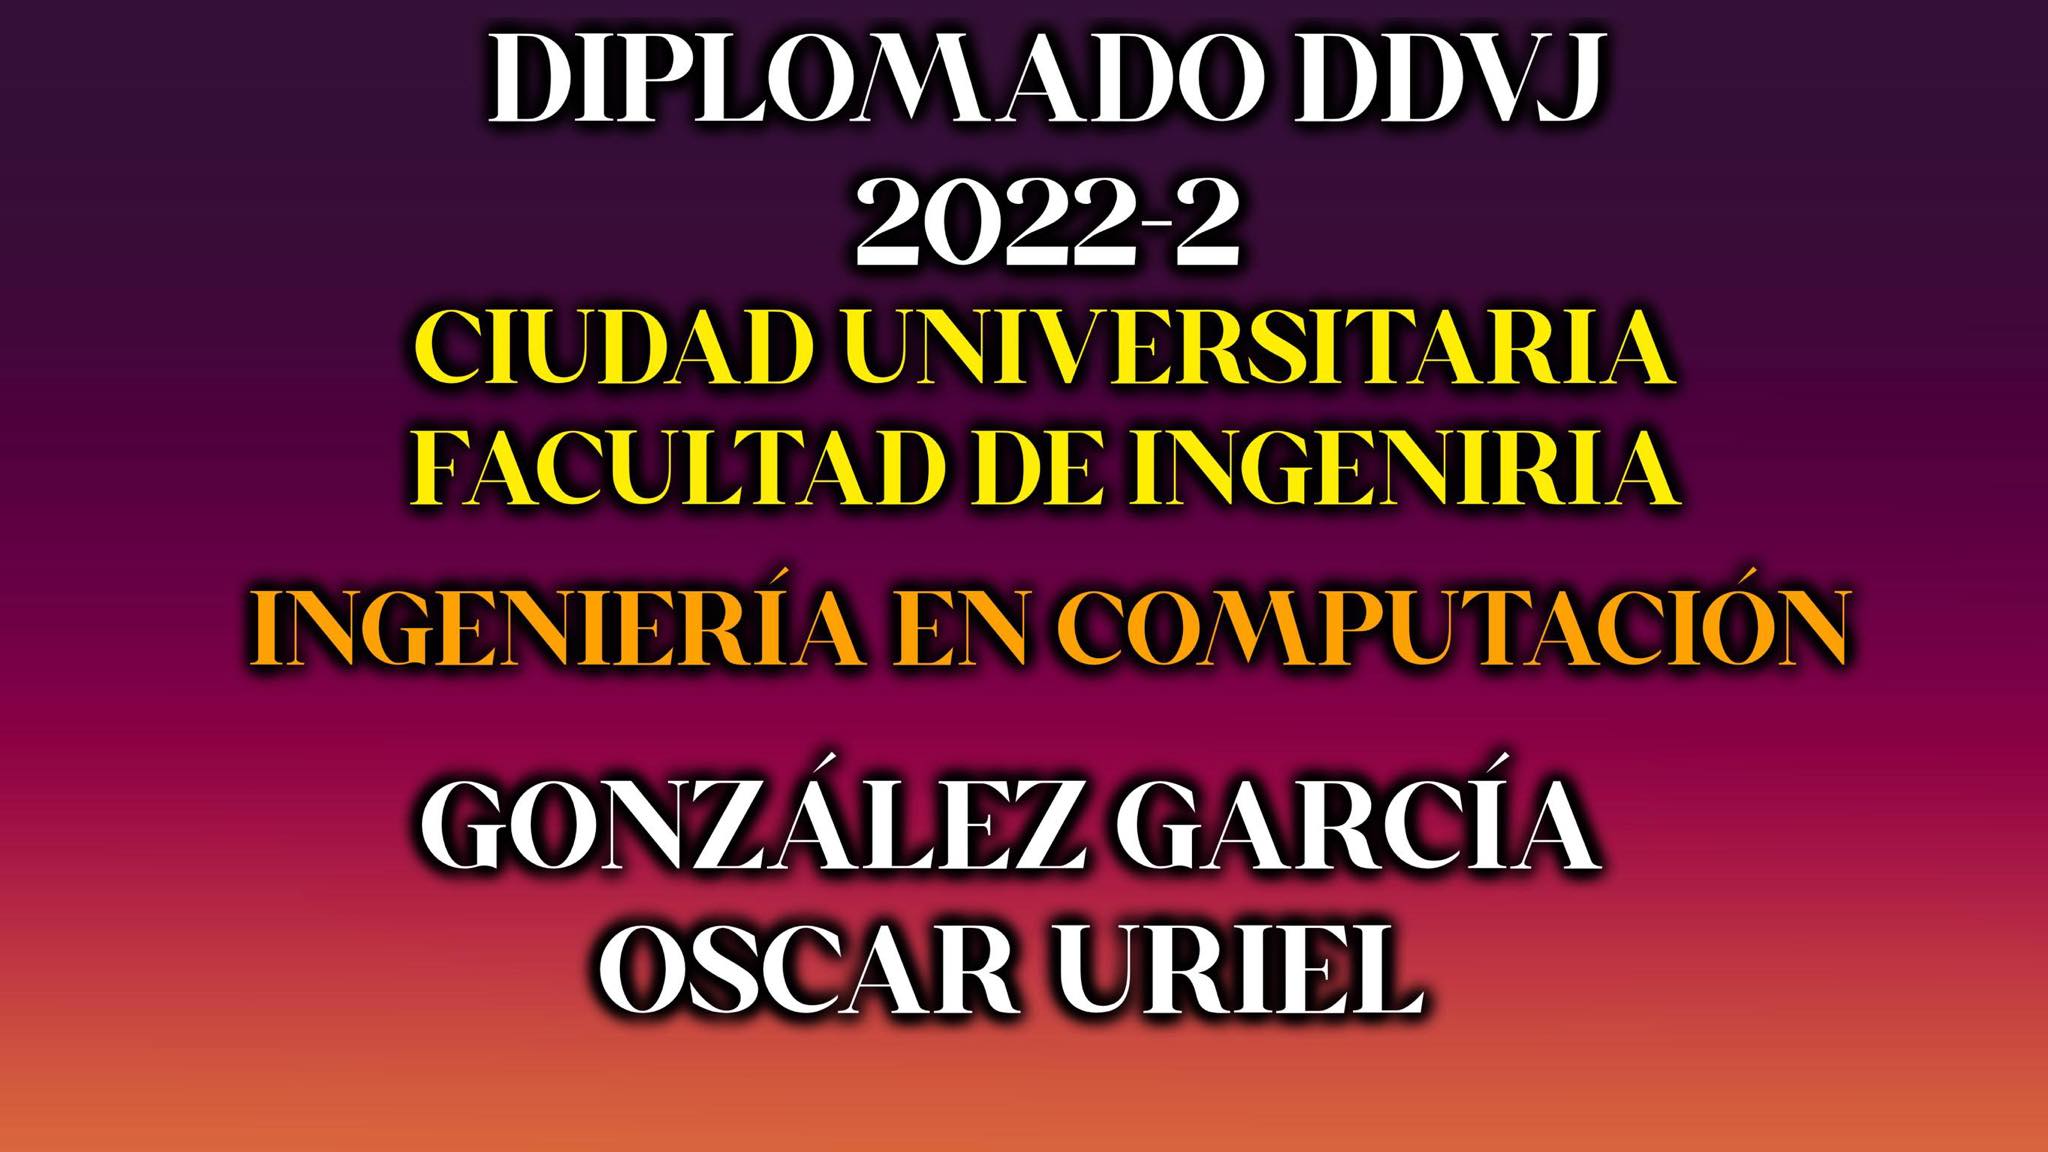 DIPLOMADO DDVJ
2022-2
CIUDAD UNIVERSITARIA
FACULTAD DE INGENIRIA
INGENIERÍA EN COMPUTACIÓN
GONZÁLEZ GARCÍA
OSCAR URIEL